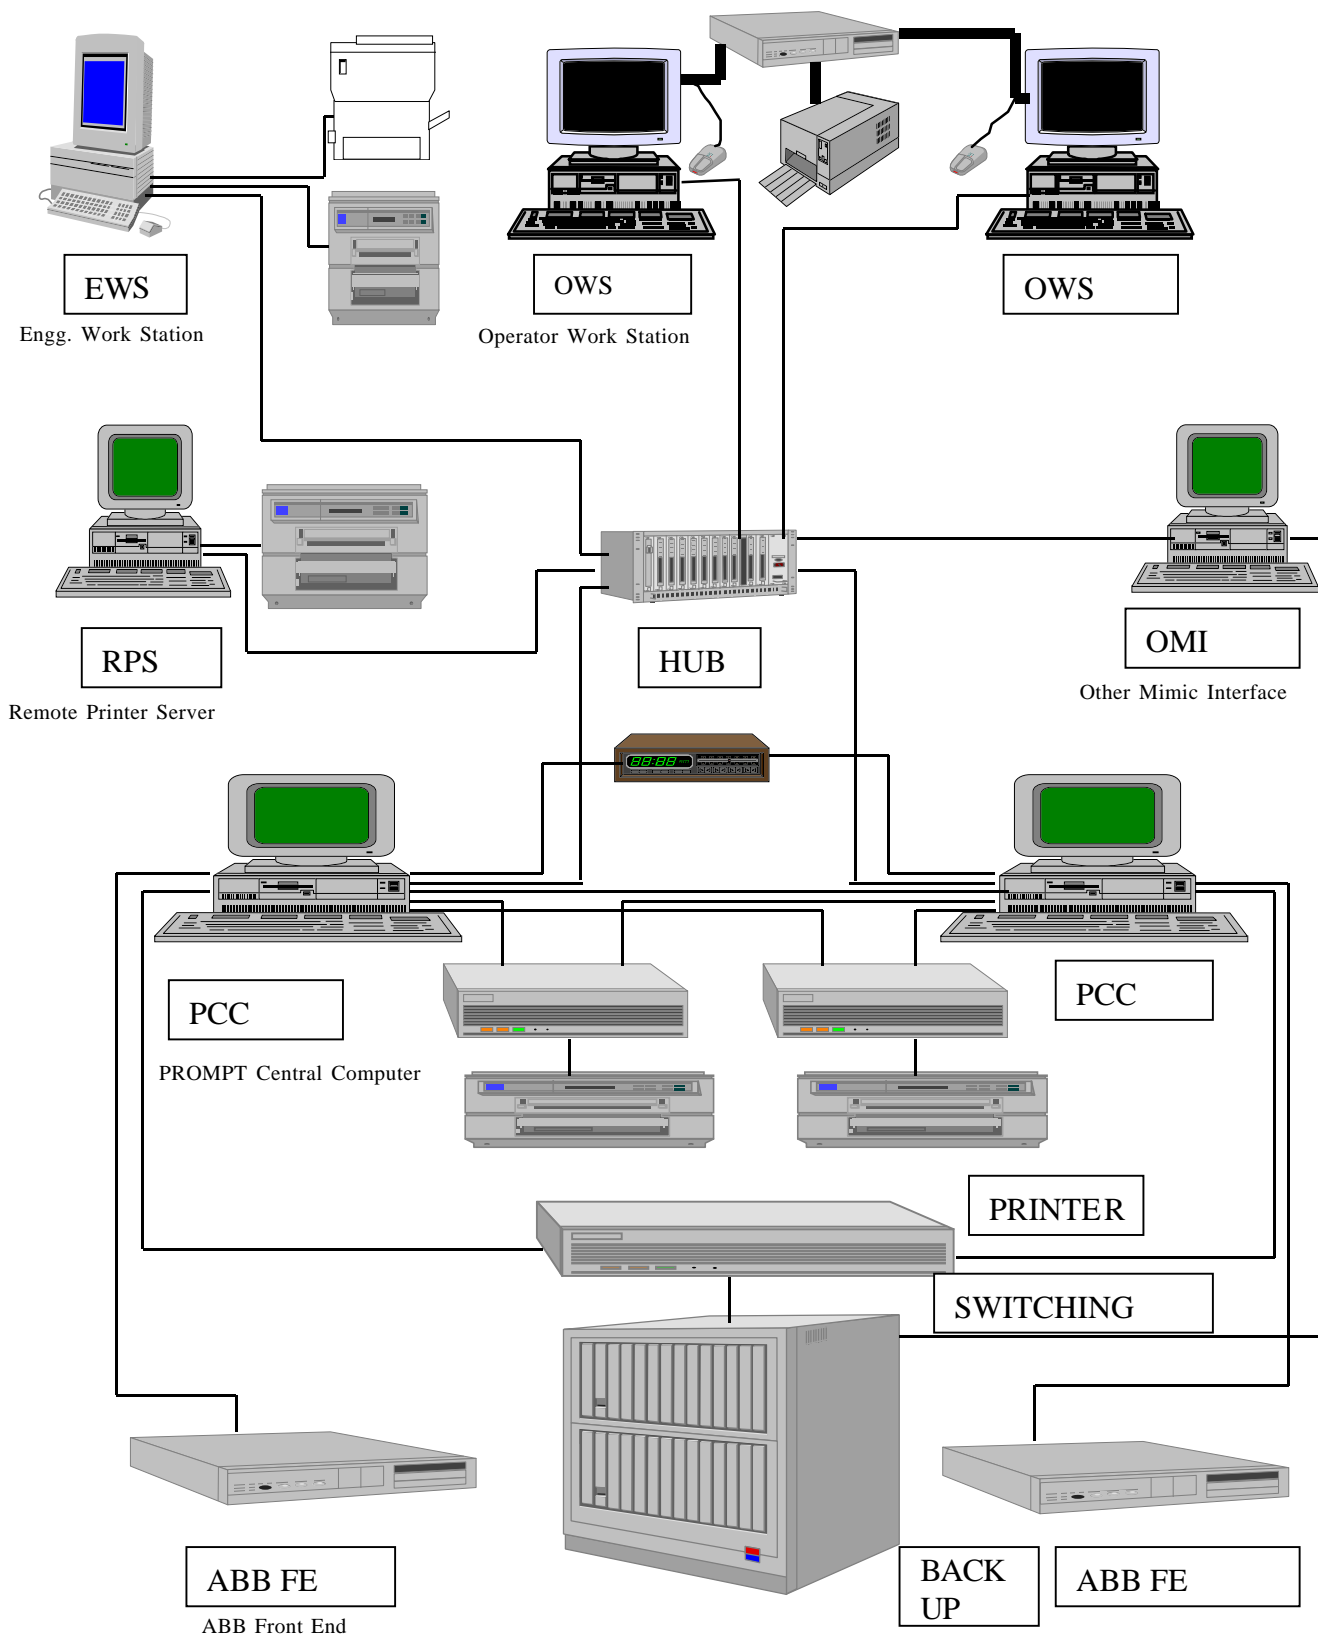 EWS
OWS
OWS
Engg. Work Station
Operator Work Station
RPS
HUB
OMI
Remote Printer Server
Other Mimic Interface
88:88
PCC
PCC
PROMPT Central Computer
PRINTER
SWITCHING
ABB FE
BACK
UP
ABB FE
ABB Front End